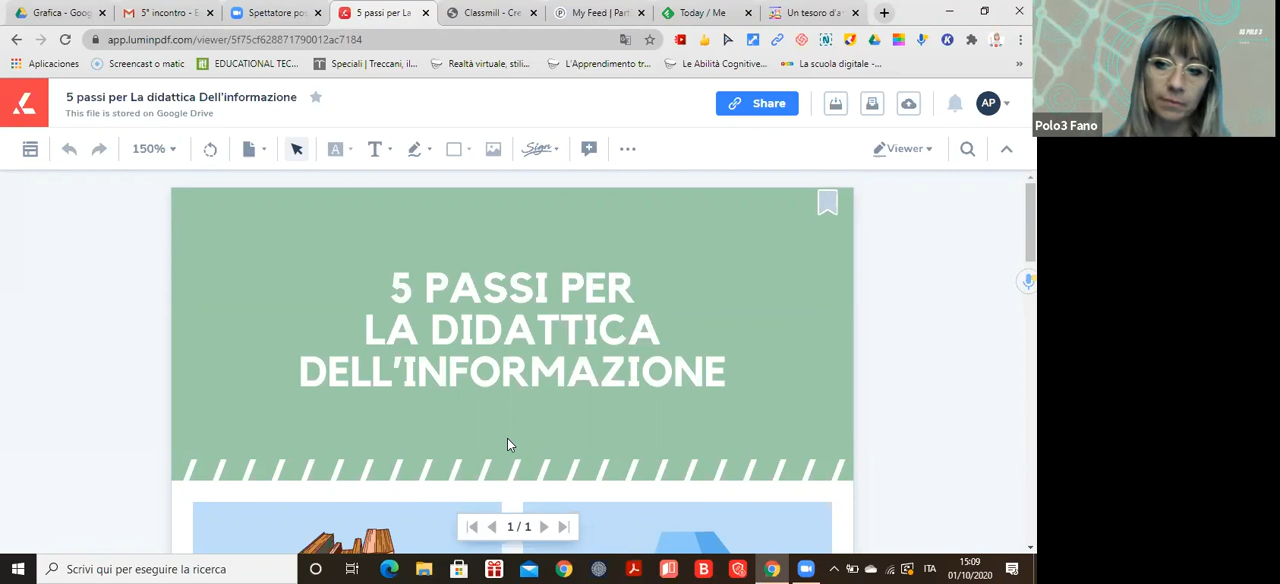 Grafica - Goog
5° incontro - E
Spettatore po
5 passi per La
Classmill - Cre
My Feed | Part
Today / Me
Un tesoro d'a
app.luminpdf.com/viewer/5f75cf628871790012ac7184
Applicazioni
Screencast o matic
EDUCATIONAL TEC...
Speciali | Treccani, il...
Realtà virtuale, stili...
L'Apprendimento tr...
Le Abilità Cognitive...
La scuola digitale -...
»
5 passi per La didattica Dell'informazione
This file is stored on Google Drive
Share
AP
150%
A
T
Sign
Viewer
5 PASSI PER
LA DIDATTICA
DELL'INFORMAZIONE
1 / 1
Polo3 Fano
Scrivi qui per eseguire la ricerca
ITA
15:09
01/10/2020